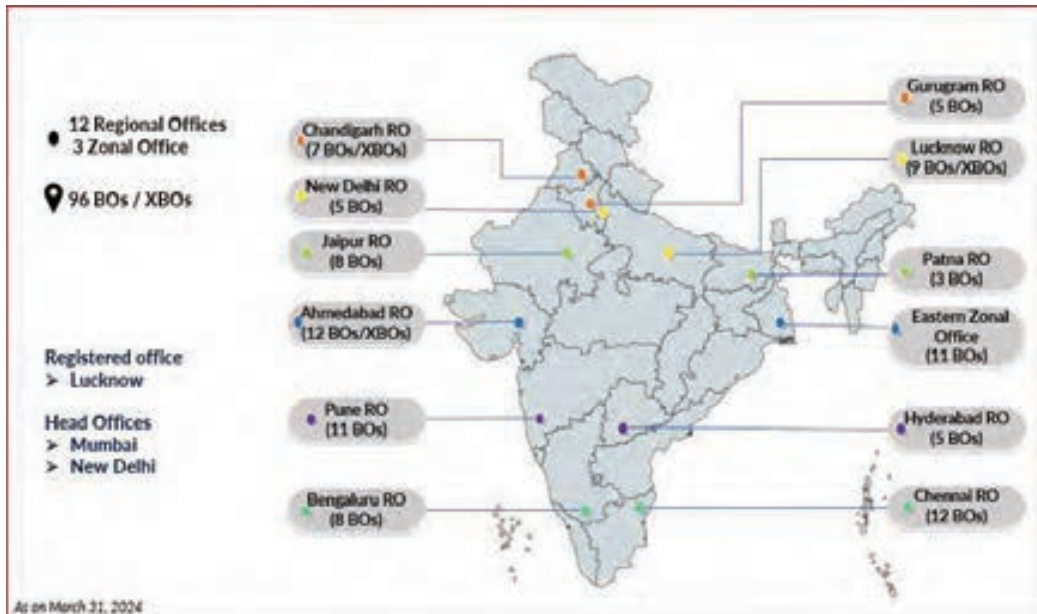 12 Regional Offices
3 Zonal Office
96 BOs / XBOs
Registered office
➤ Lucknow
Head Offices
➤ Mumbai
➤ New Delhi
Chandigarh RO
(7 BOs/XBOs)
New Delhi RO
(5 BOs)
Jaipur RO
(8 BOs)
Ahmedabad RO
(12 BOs/XBOs)
Pune RO
(11 BOs)
Bengaluru RO
(8 BOs)
Gurugram RO
(5 BOs)
Lucknow RO
(9 BOs/XBOs)
Patna RO
(3 BOs)
Eastern Zonal
Office
(11 BOs)
Hyderabad RO
(5 BOs)
Chennai RO
(12 BOs)
As on March 31, 2024